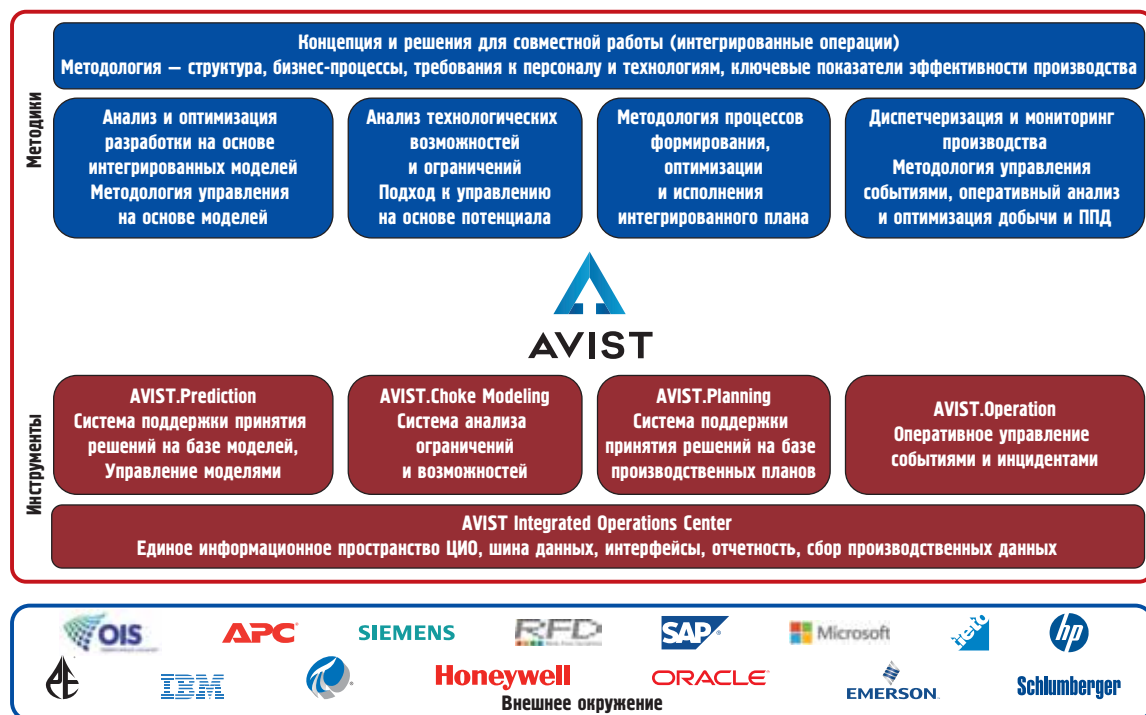 Методики
Концепция и решения для совместной работы (интегрированные операции)
Методология — структура, бизнес-процессы, требования к персоналу и технологиям, ключевые показатели эффективности производства
Анализ и оптимизация
разработки на основе
интегрированных моделей
Методология управления
на основе моделей
Анализ технологических
возможностей
и ограничений
Подход к управлению
на основе потенциала
Методология процессов
формирования,
оптимизации
и исполнения
интегрированного плана
Диспетчеризация и мониторинг
производства
Методология управления
событиями, оперативный анализ
и оптимизация добычи и ППД
AVIST
Инструменты
AVIST.Prediction
Система поддержки принятия
решений на базе моделей,
Управление моделями
AVIST.Choke Modeling
Система анализа
ограничений
и возможностей
AVIST.Planning
Система поддержки
принятия решений на базе
производственных планов
AVIST.Operation
Оперативное управление
событиями и инцидентами
AVIST Integrated Operations Center
Единое информационное пространство ЦИО, шина данных, интерфейсы, отчетность, сбор производственных данных
OIS
APC
SIEMENS
RFD
SAP
Microsoft
tieto
hp
IBM
Honeywell
ORACLE
EMERSON
Schlumberger
Внешнее окружение